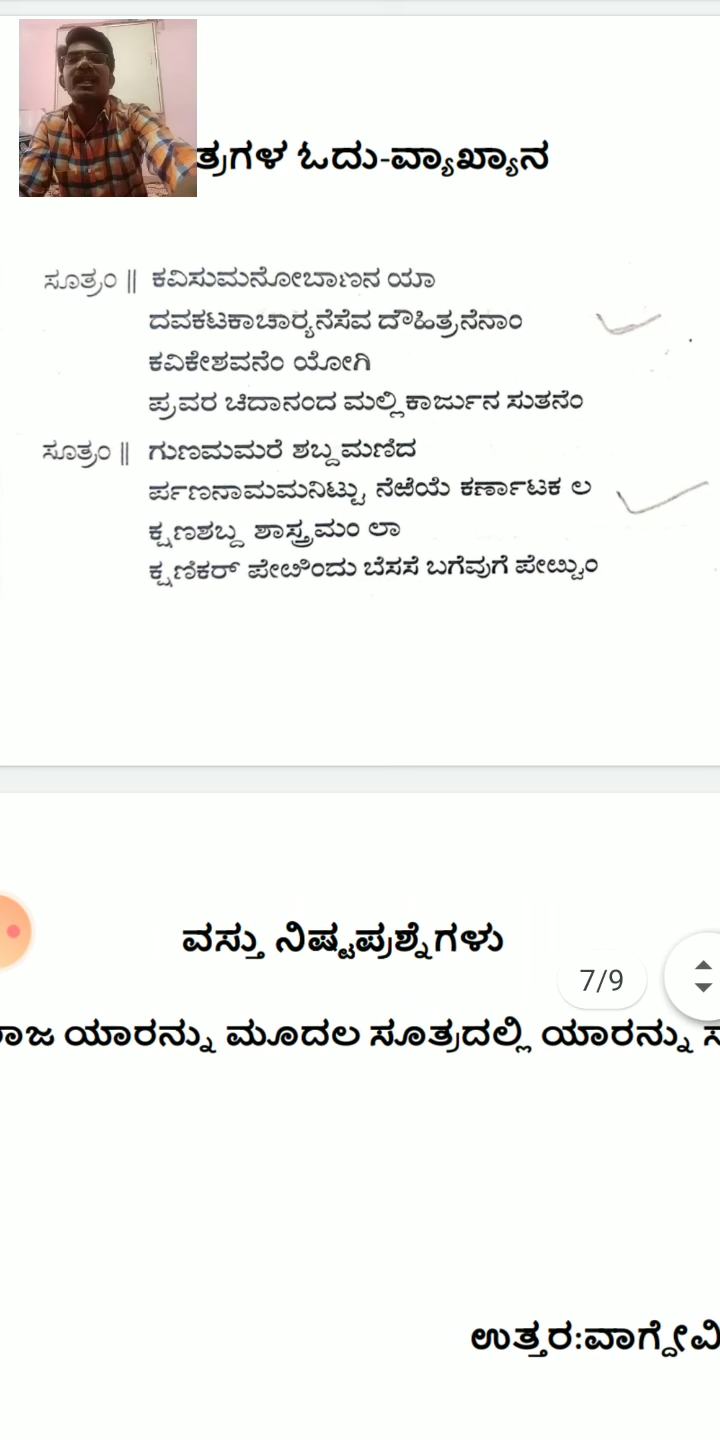 ಓದು-ವ್ಯಾಖ್ಯಾನ
ಸೂತ್ರಂ || ಕವಿಸುಮನೋಬಾಣನ ಯಾ
ದವಕಟಕಾಚಾರ್‍ಯನೆಸೆವ ದೌಹಿತ್ರನೆನಾಂ
ಕವಿಕೇಶವನೆಂ ಯೋಗಿ
ಪ್ರವರ ಚಿದಾನಂದ ಮಲ್ಲಿಕಾರ್ಜುನ ಸುತನೆಂ
ಸೂತ್ರಂ || ಗುಣಮಮರೆ ಶಬ್ದಮಣಿದ
ರ್ಪಣನಾಮಮನಿಟ್ಟು ನೆಱೆಯೆ ಕರ್ಣಾಟಕ ಲ
ಕ್ಷಣಶಬ್ದ ಶಾಸ್ತ್ರಮಂ ಲಾ
ಕ್ಷಣಿಕರ್ ಪೇೞಿಂದು ಬೆಸಸೆ ಬಗೆವುಗೆ ಪೇೞ್ದುಂ
ವಸ್ತು ನಿಷ್ಟಪ್ರಶ್ನೆಗಳು
7/9
ಯಾರನ್ನು ಮೂದಲ ಸೂತ್ರದಲ್ಲಿ ಯಾರನ್ನು
ಉತ್ತರ:ವಾಗ್ದೇವಿ